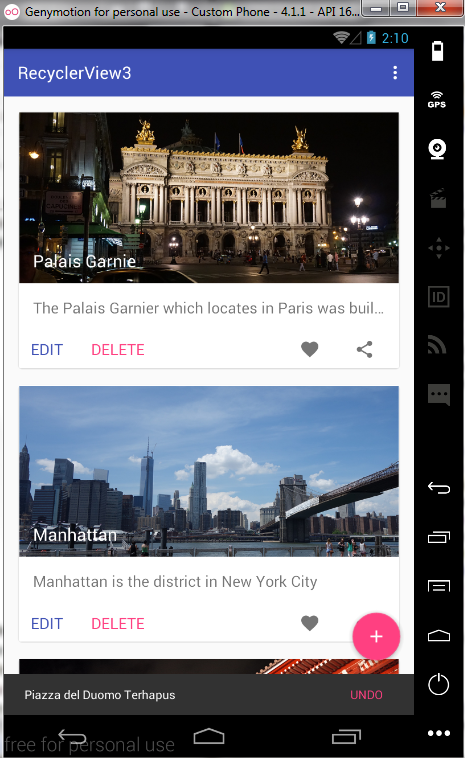 Genymotion for personal use - Custom Phone - 4.1.1 - API 16...
2:10
RecyclerView3
GPS
Palais Garnie
The Palais Garnier which locates in Paris was buil...
EDIT DELETE
ID
Manhattan
Manhattan is the district in New York City
EDIT DELETE
+
Piazza del Duomo Terhapus UNDO
free for personal use